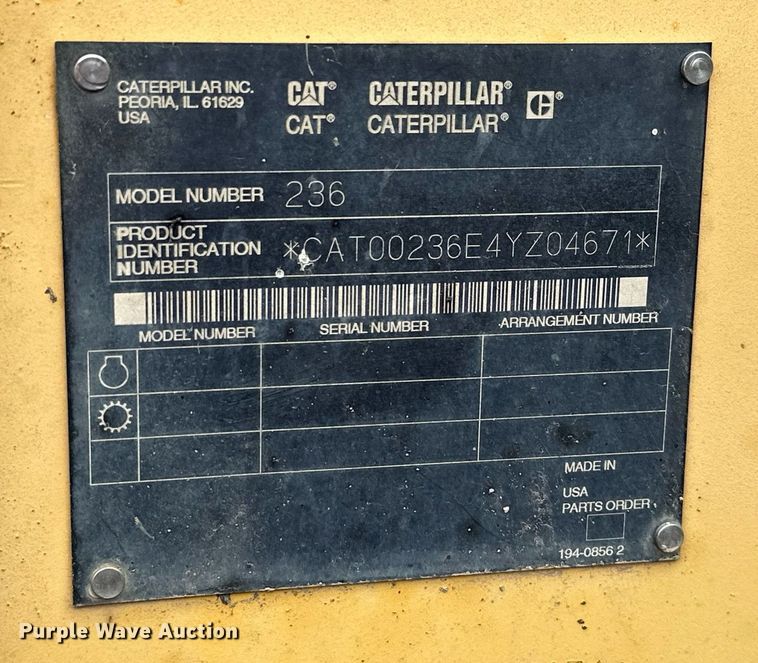 CATERPILLAR INC.
PEORIA, IL. 61629
USA
CAT® CATERPILLAR® C®
CAT® CATERPILLAR®
MODEL NUMBER 236
PRODUCT
IDENTIFICATION
NUMBER
*CAT00236E4YZ04671*
MODEL NUMBER SERIAL NUMBER ARRANGEMENT NUMBER
MADE IN
USA
PARTS ORDER
194-0856 2
Purple Wave Auction